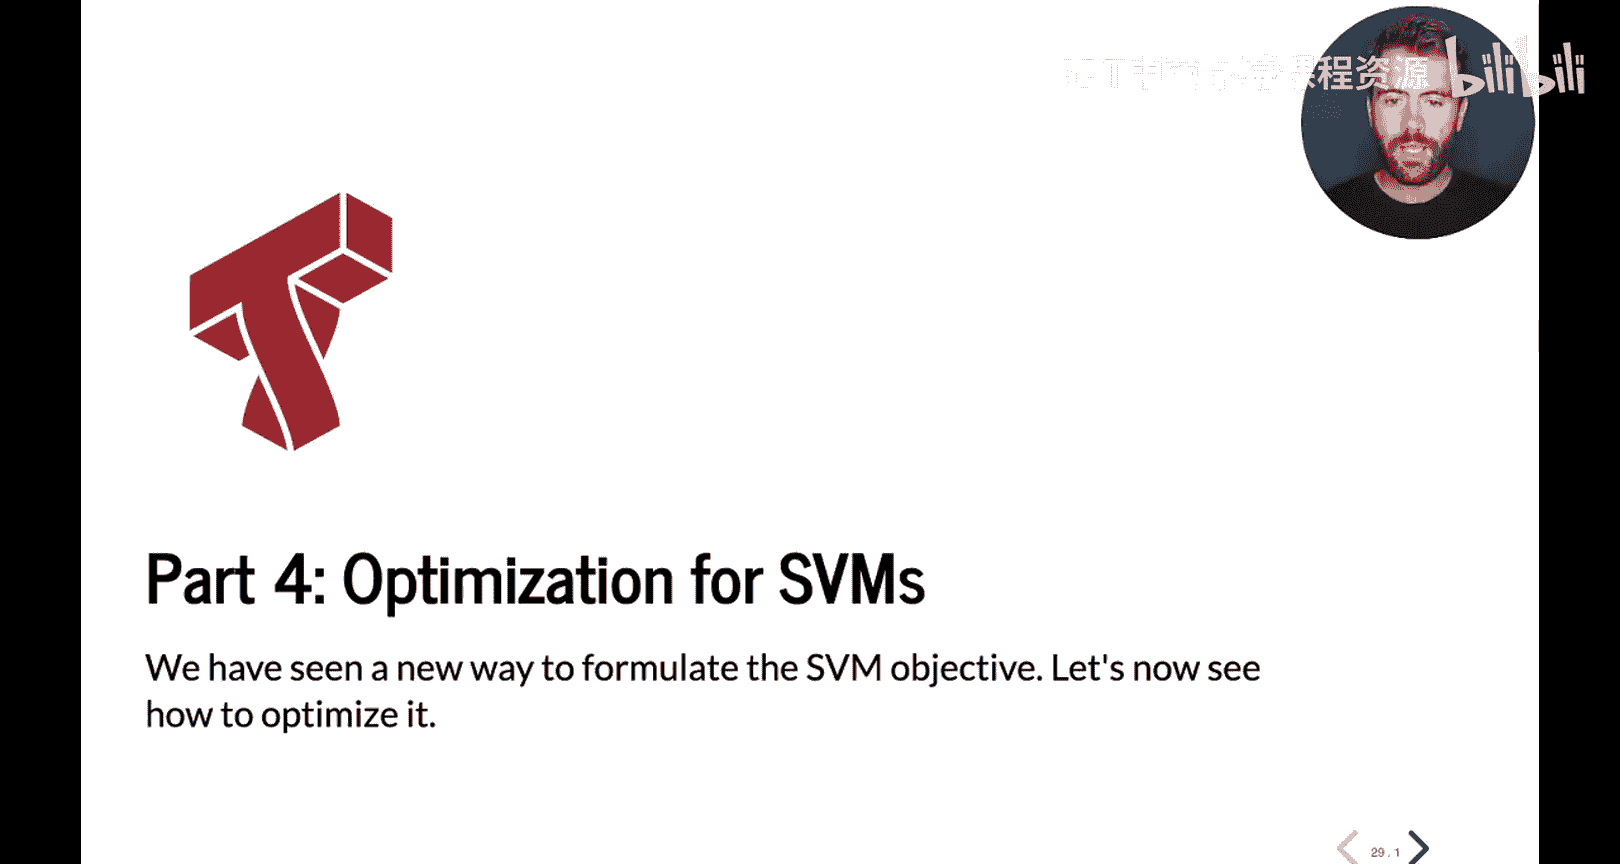 程资源 bilibili
Part 4: Optimization for SVMs
We have seen a new way to formulate the SVM objective. Let's now see
how to optimize it.
29 . 1